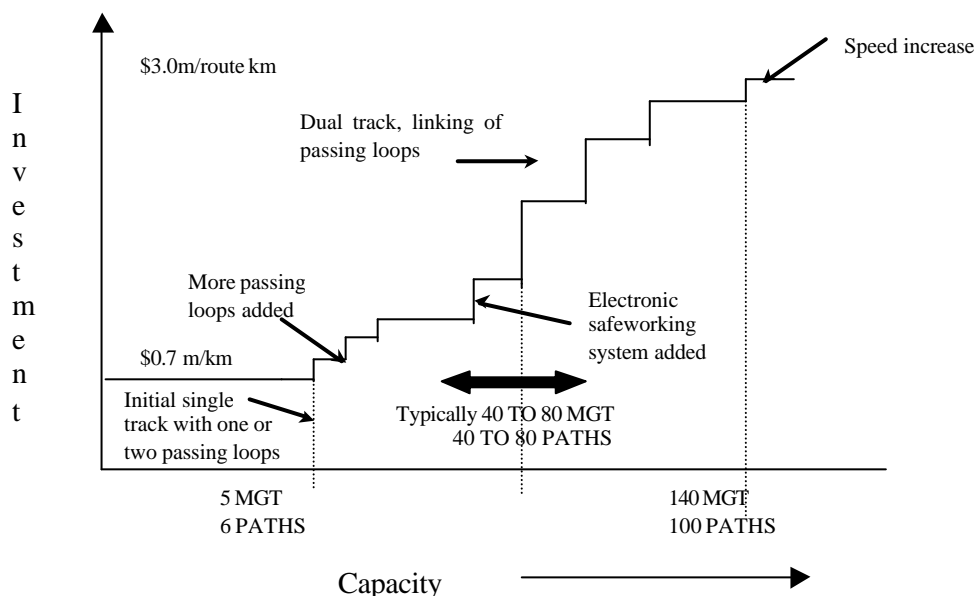 Investment
$3.0m/route km
Speed increase
Dual track, linking of
passing loops
More passing
loops added
Electronic
safeworking
system added
$0.7 m/km
Initial single
track with one or
two passing loops
Typically 40 TO 80 MGT
40 TO 80 PATHS
5 MGT
6 PATHS
140 MGT
100 PATHS
Capacity